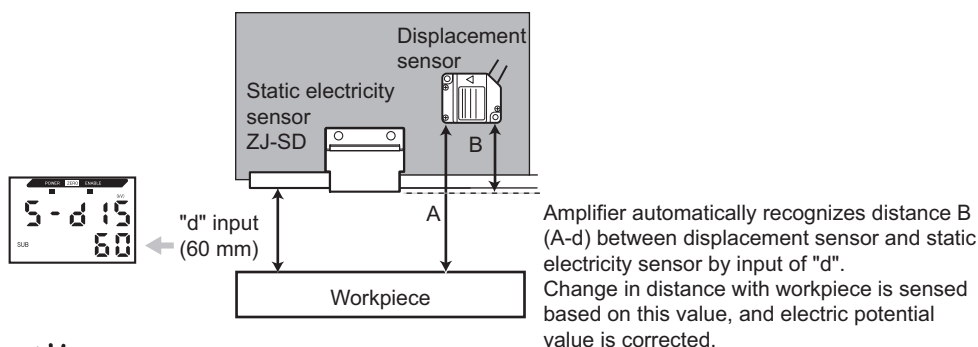 Displacement
sensor
Static electricity
sensor
ZJ-SD
B
A
POWER ZERO ENABLE
(kV)
S-dIS
SUB
60
"d" input
(60 mm)
Workpiece
Amplifier automatically recognizes distance B
(A-d) between displacement sensor and static
electricity sensor by input of "d".
Change in distance with workpiece is sensed
based on this value, and electric potential
value is corrected.